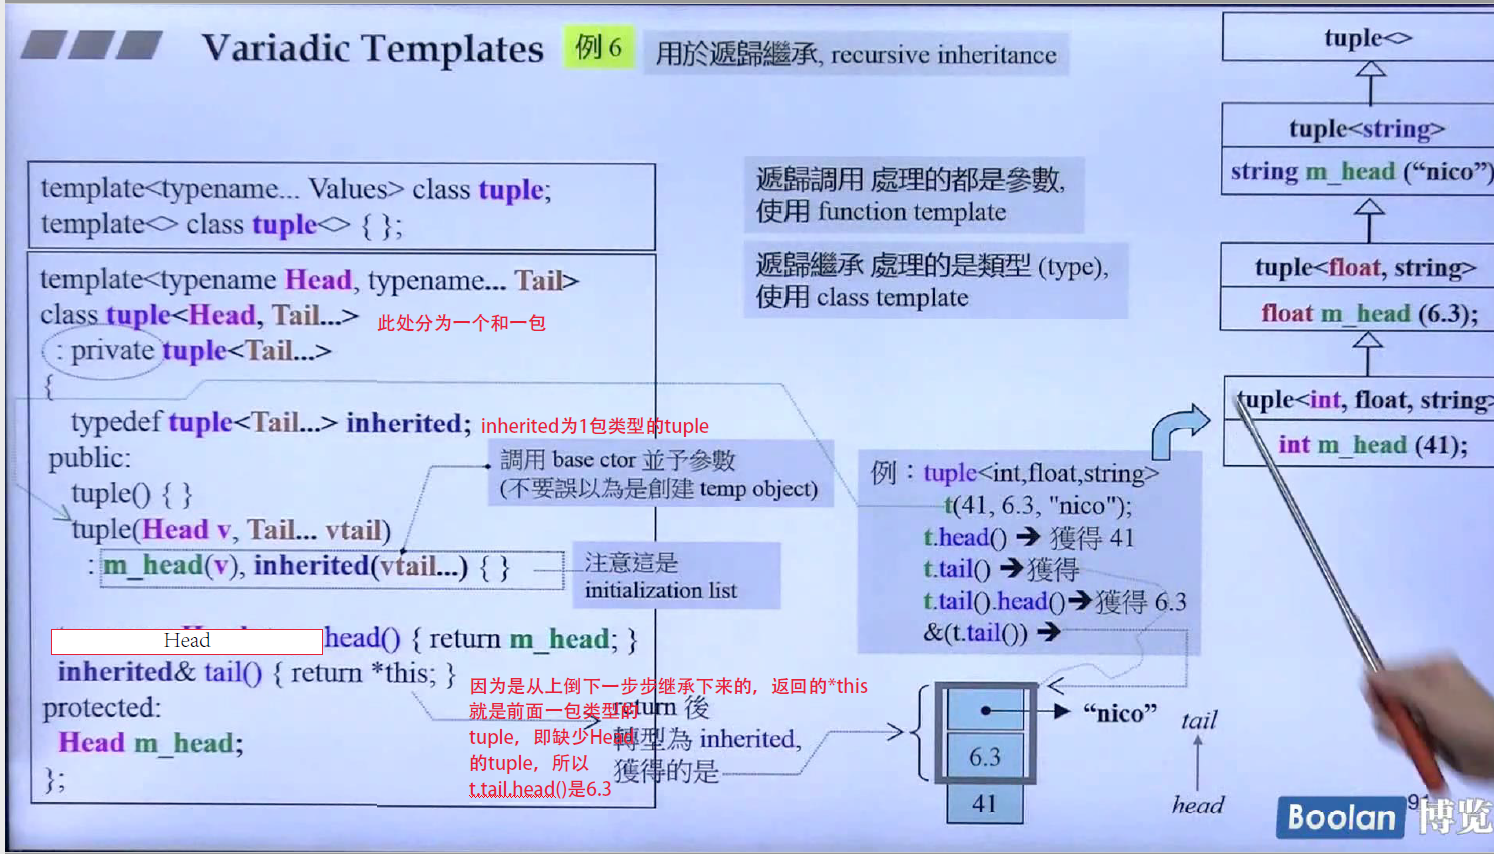 Variadic Templates
例 6
用於遞歸繼承, recursive inheritance
template<typename... Values> class tuple;
template<> class tuple<> { };
template<typename Head, typename... Tail>
class tuple<Head, Tail...>
此处分为一个和一包
: private tuple<Tail...>
{
typedef tuple<Tail...> inherited;
inherited为1包类型的tuple
public:
tuple() { }
tuple(Head v, Tail... vtail)
: m_head(v), inherited(vtail...) { }
Head
head() { return m_head; }
inherited& tail() { return *this; }
protected:
Head m_head;
};
調用 base ctor 並予參數
(不要誤以為是創建 temp object)
注意這是
initialization list
因为是从上倒下一步步继承下来的，返回的*this
就是前面一包类型的
tuple，即缺少Head
的tuple，所以
t.tail.head()是6.3
return 後
轉型為 inherited,
獲得的是
遞歸調用 處理的都是參數,
使用 function template
遞歸繼承 處理的是類型 (type),
使用 class template
例：tuple<int,float,string>
t(41, 6.3, "nico");
t.head() ➔ 獲得 41
t.tail() ➔獲得
t.tail().head()➔獲得 6.3
&(t.tail()) ➔
"nico"
6.3
41
tail
head
tuple<>
tuple<string>
string m_head ("nico")
tuple<float, string>
float m_head (6.3);
tuple<int, float, string>
int m_head (41);
Boolan 博览